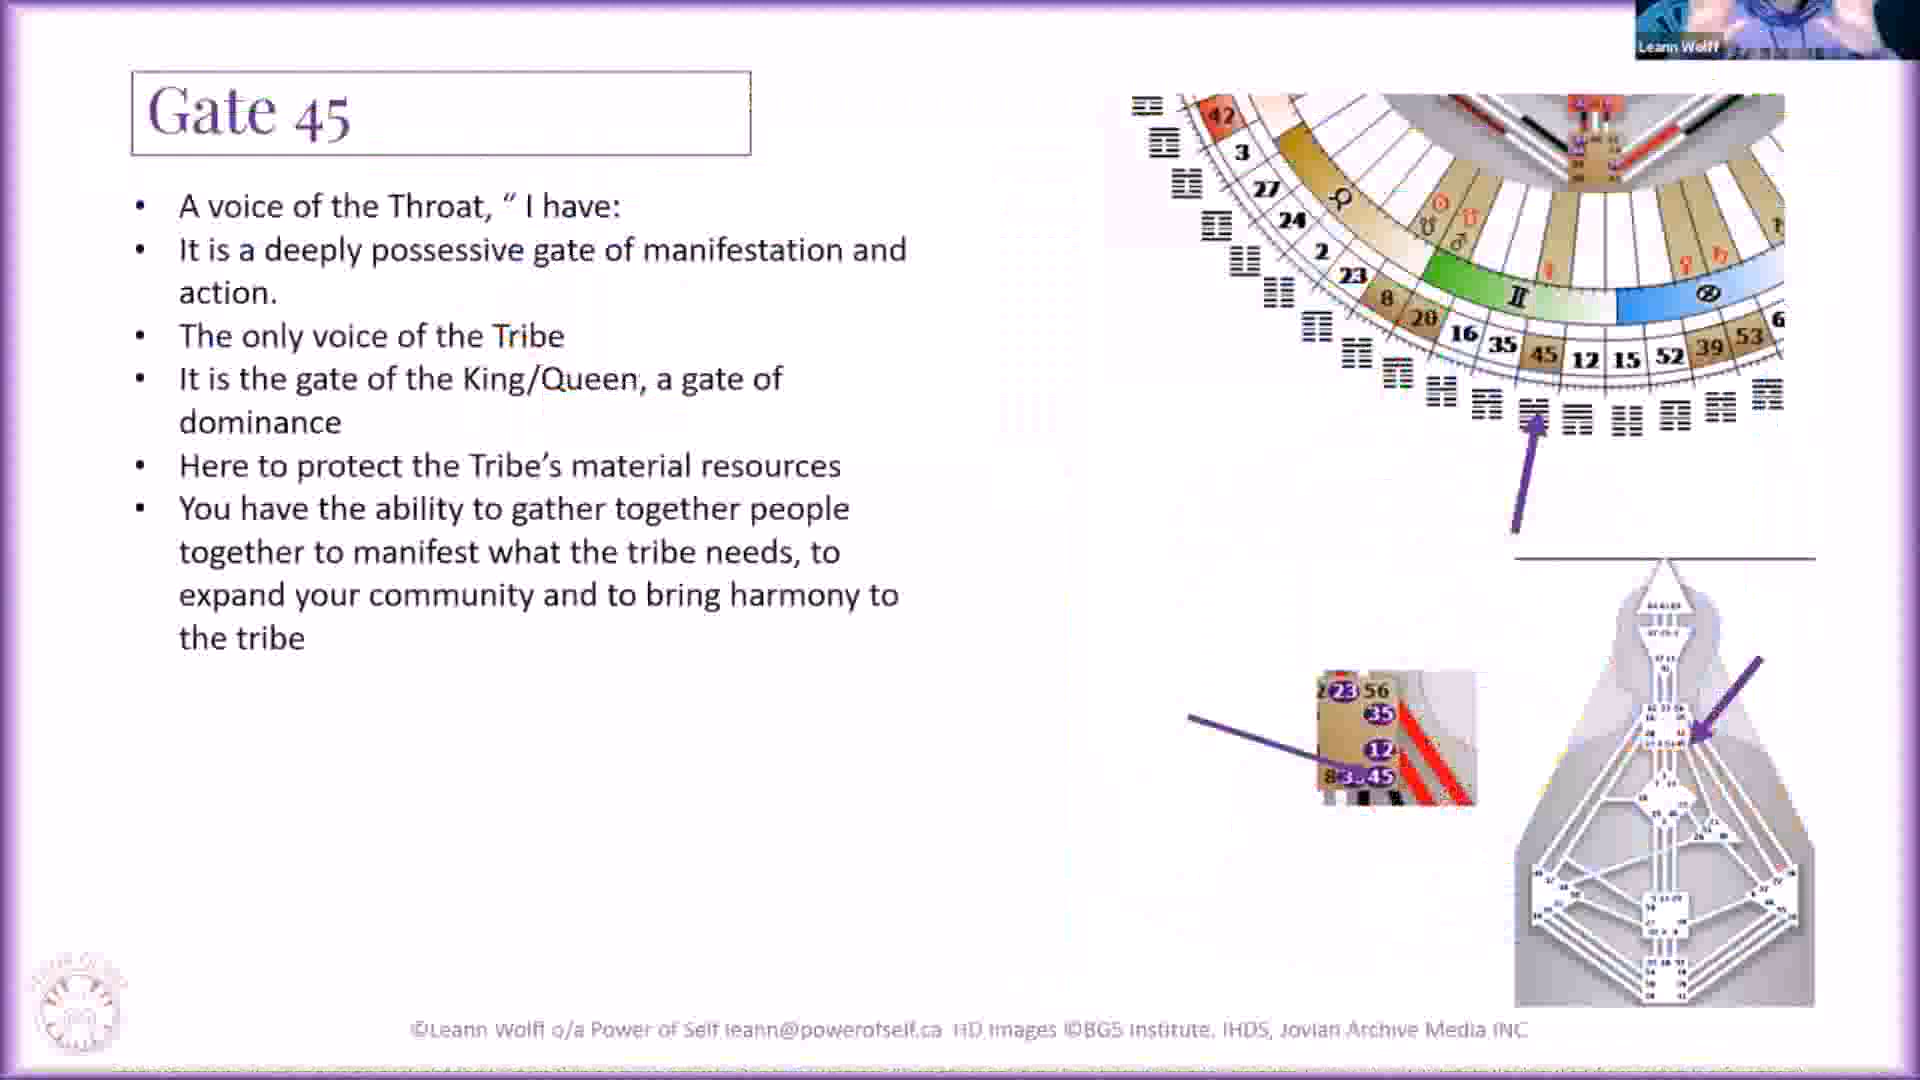 Leann Wolff
Gate 45
• A voice of the Throat, “ I have:
• It is a deeply possessive gate of manifestation and
action.
• The only voice of the Tribe
• It is the gate of the King/Queen, a gate of
dominance
• Here to protect the Tribe’s material resources
• You have the ability to gather together people
together to manifest what the tribe needs, to
expand your community and to bring harmony to
the tribe
42
3
27
24
2
23
8
20
16
35
45
12
15
52
39
53
23 56
35
12
8 45
©Leann Wolff o/a Power of Self leann@powerofself.ca HD Images ©BG5 Institute, IHDS, Jovian Archive Media INC